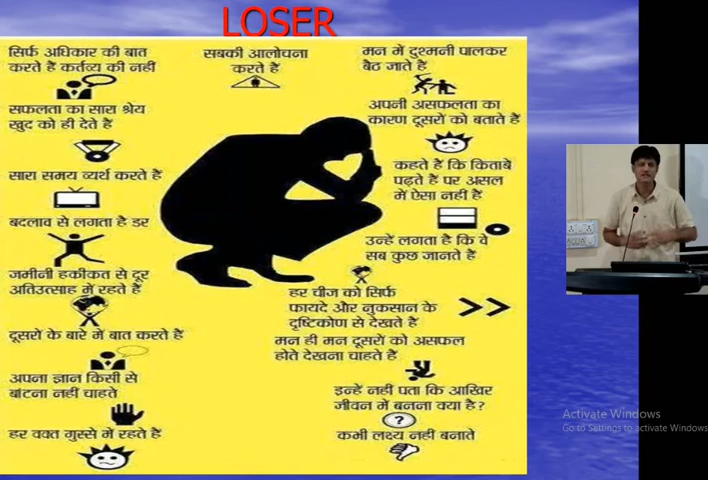 LOSER
सिर्फ अधिकार की बात
करते हैं कर्तव्य की नहीं
सफलता का सारा श्रेय
खुद को ही देते हैं
सारा समय व्यर्थ करते हैं
बदलाव से लगता है डर
जमीनी हकीकत से दूर
अतिउत्साह में रहते हैं
दूसरों के बारे में बात करते हैं
अपना ज्ञान किसी से
बांटना नहीं चाहते
हर वक्त गुस्से में रहते हैं
सबकी आलोचना
करते हैं
मन में दुश्मनी पालकर
बैठ जाते हैं
अपनी असफलता का
कारण दूसरों को बताते हैं
कहते हैं कि किताबें
पढ़ते हैं पर असल
में ऐसा नहीं है
उन्हें लगता है कि वे
सब कुछ जानते हैं
हर चीज को सिर्फ
फायदे और नुकसान के
दृष्टिकोण से देखते हैं
मन ही मन दूसरों को असफल
होते देखना चाहते हैं
इन्हें नहीं पता कि आखिर
जीवन में बनना क्या है?
?
कभी लक्ष्य नहीं बनाते
Activate Windows
Go to Settings to activate Windows